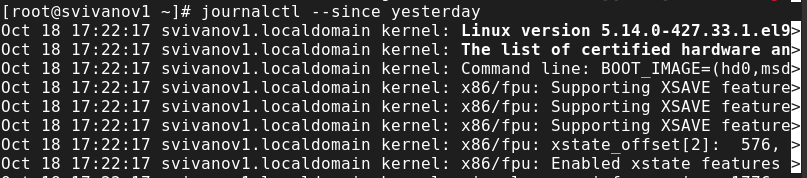 [root@svivanov1 ~]# journalctl --since yesterday
Oct 18 17:22:17 svivanov1.localdomain kernel: Linux version 5.14.0-427.33.1.el9>
Oct 18 17:22:17 svivanov1.localdomain kernel: The list of certified hardware an>
Oct 18 17:22:17 svivanov1.localdomain kernel: Command line: BOOT_IMAGE=(hd0,msd>
Oct 18 17:22:17 svivanov1.localdomain kernel: x86/fpu: Supporting XSAVE feature>
Oct 18 17:22:17 svivanov1.localdomain kernel: x86/fpu: Supporting XSAVE feature>
Oct 18 17:22:17 svivanov1.localdomain kernel: x86/fpu: Supporting XSAVE feature>
Oct 18 17:22:17 svivanov1.localdomain kernel: x86/fpu: xstate_offset[2]:  576, >
Oct 18 17:22:17 svivanov1.localdomain kernel: x86/fpu: Enabled xstate features >